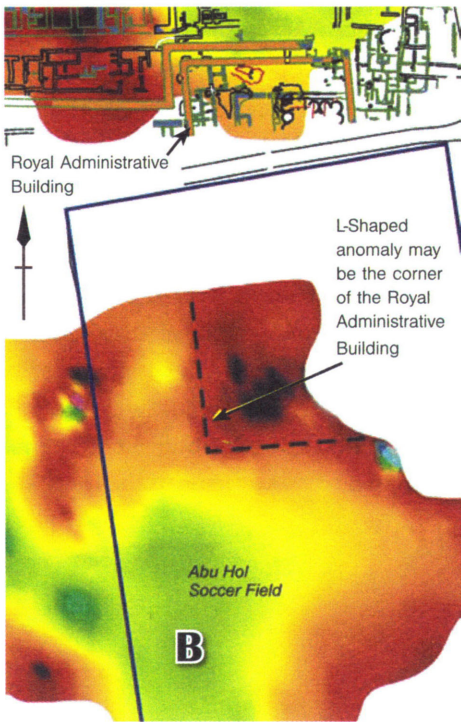 Royal Administrative
Building
L-Shaped
anomaly may
be the corner
of the Royal
Administrative
Building
Abu Hol
Soccer Field
B